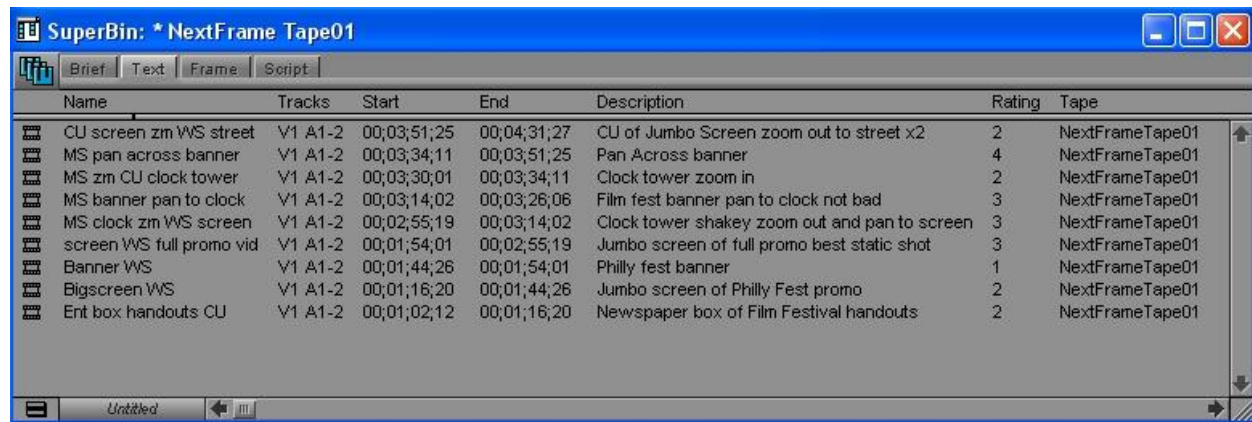 SuperBin: * NextFrame Tape01
Brief Text Frame Script
Name Tracks Start End Description Rating Tape
CU screen zm WS street V1 A1-2 00;03;51;25 00;04;31;27 CU of Jumbo Screen zoom out to street x2 2 NextFrameTape01
MS pan across banner V1 A1-2 00;03;34;11 00;03;51;25 Pan Across banner 4 NextFrameTape01
MS zm CU clock tower V1 A1-2 00;03;30;01 00;03;34;11 Clock tower zoom in 2 NextFrameTape01
MS banner pan to clock V1 A1-2 00;03;14;02 00;03;26;06 Film fest banner pan to clock not bad 3 NextFrameTape01
MS clock zm WS screen V1 A1-2 00;02;55;19 00;03;14;02 Clock tower shakey zoom out and pan to screen 3 NextFrameTape01
screen WS full promo vid V1 A1-2 00;01;54;01 00;02;55;19 Jumbo screen of full promo best static shot 3 NextFrameTape01
Banner WS V1 A1-2 00;01;44;26 00;01;54;01 Philly fest banner 1 NextFrameTape01
Bigscreen WS V1 A1-2 00;01;16;20 00;01;44;26 Jumbo screen of Philly Fest promo 2 NextFrameTape01
Ent box handouts CU V1 A1-2 00;01;02;12 00;01;16;20 Newspaper box of Film Festival handouts 2 NextFrameTape01
Untitled